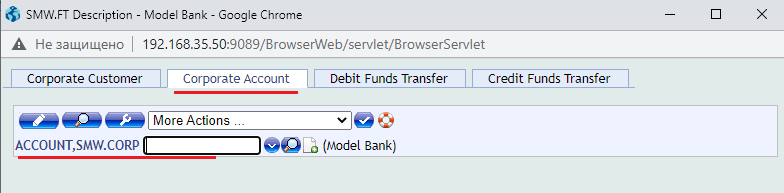 SMW.FT Description - Model Bank - Google Chrome
Не защищено 192.168.35.50:9089/BrowserWeb/servlet/BrowserServlet
Corporate Customer Corporate Account Debit Funds Transfer Credit Funds Transfer
More Actions ...
ACCOUNT,SMW.CORP (Model Bank)